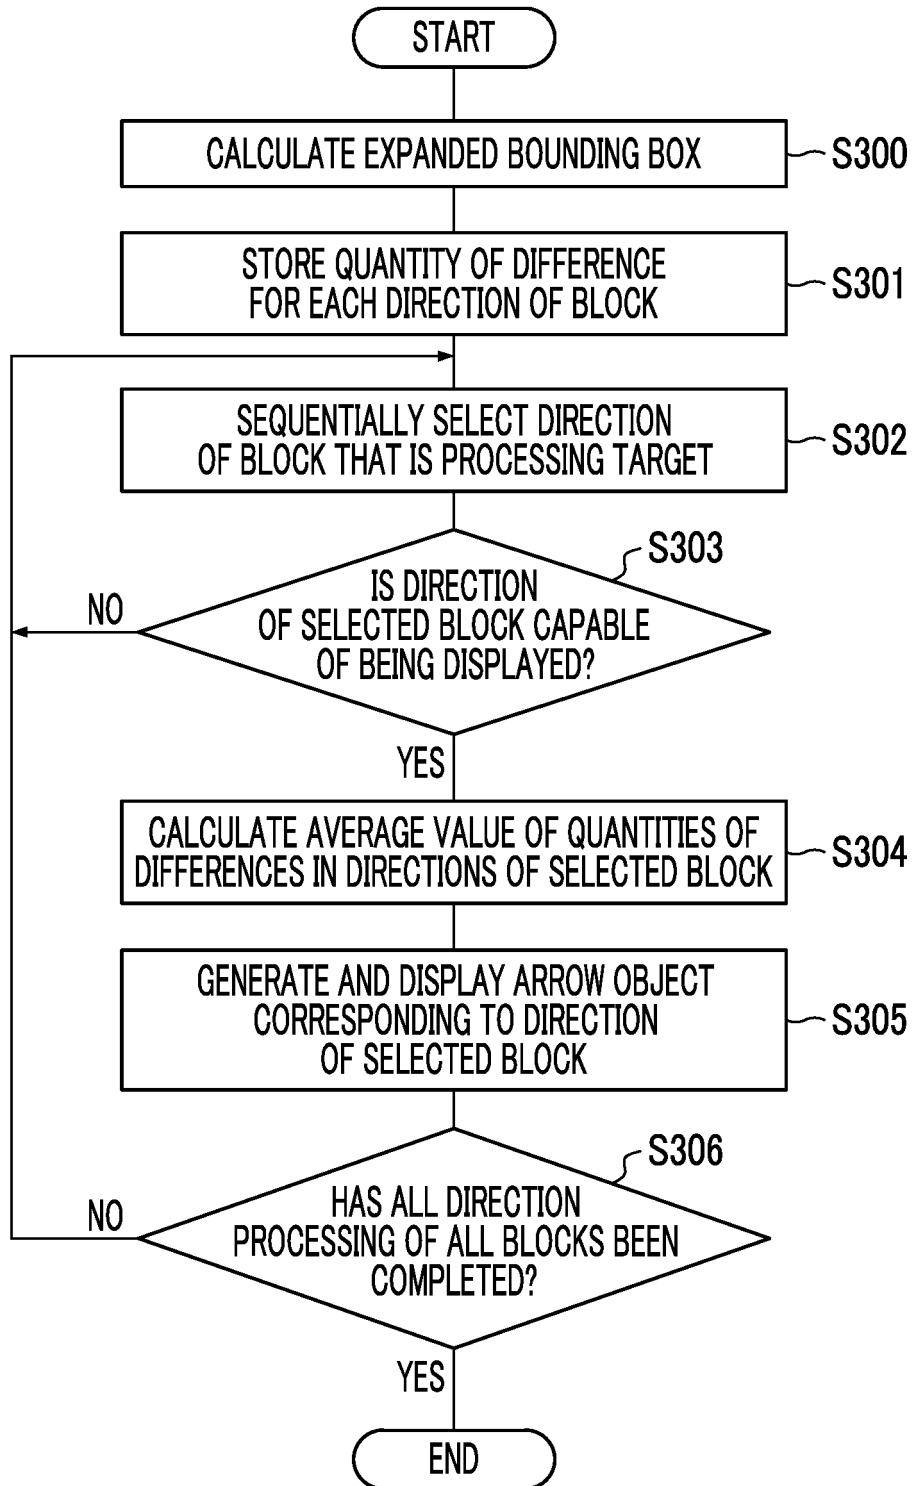 START
CALCULATE EXPANDED BOUNDING BOX
S300
STORE QUANTITY OF DIFFERENCE
FOR EACH DIRECTION OF BLOCK
S301
SEQUENTIALLY SELECT DIRECTION
OF BLOCK THAT IS PROCESSING TARGET
S302
S303
IS DIRECTION
OF SELECTED BLOCK CAPABLE
OF BEING DISPLAYED?
NO
YES
CALCULATE AVERAGE VALUE OF QUANTITIES OF
DIFFERENCES IN DIRECTIONS OF SELECTED BLOCK
S304
GENERATE AND DISPLAY ARROW OBJECT
CORRESPONDING TO DIRECTION
OF SELECTED BLOCK
S305
S306
HAS ALL DIRECTION
PROCESSING OF ALL BLOCKS BEEN
COMPLETED?
NO
YES
END